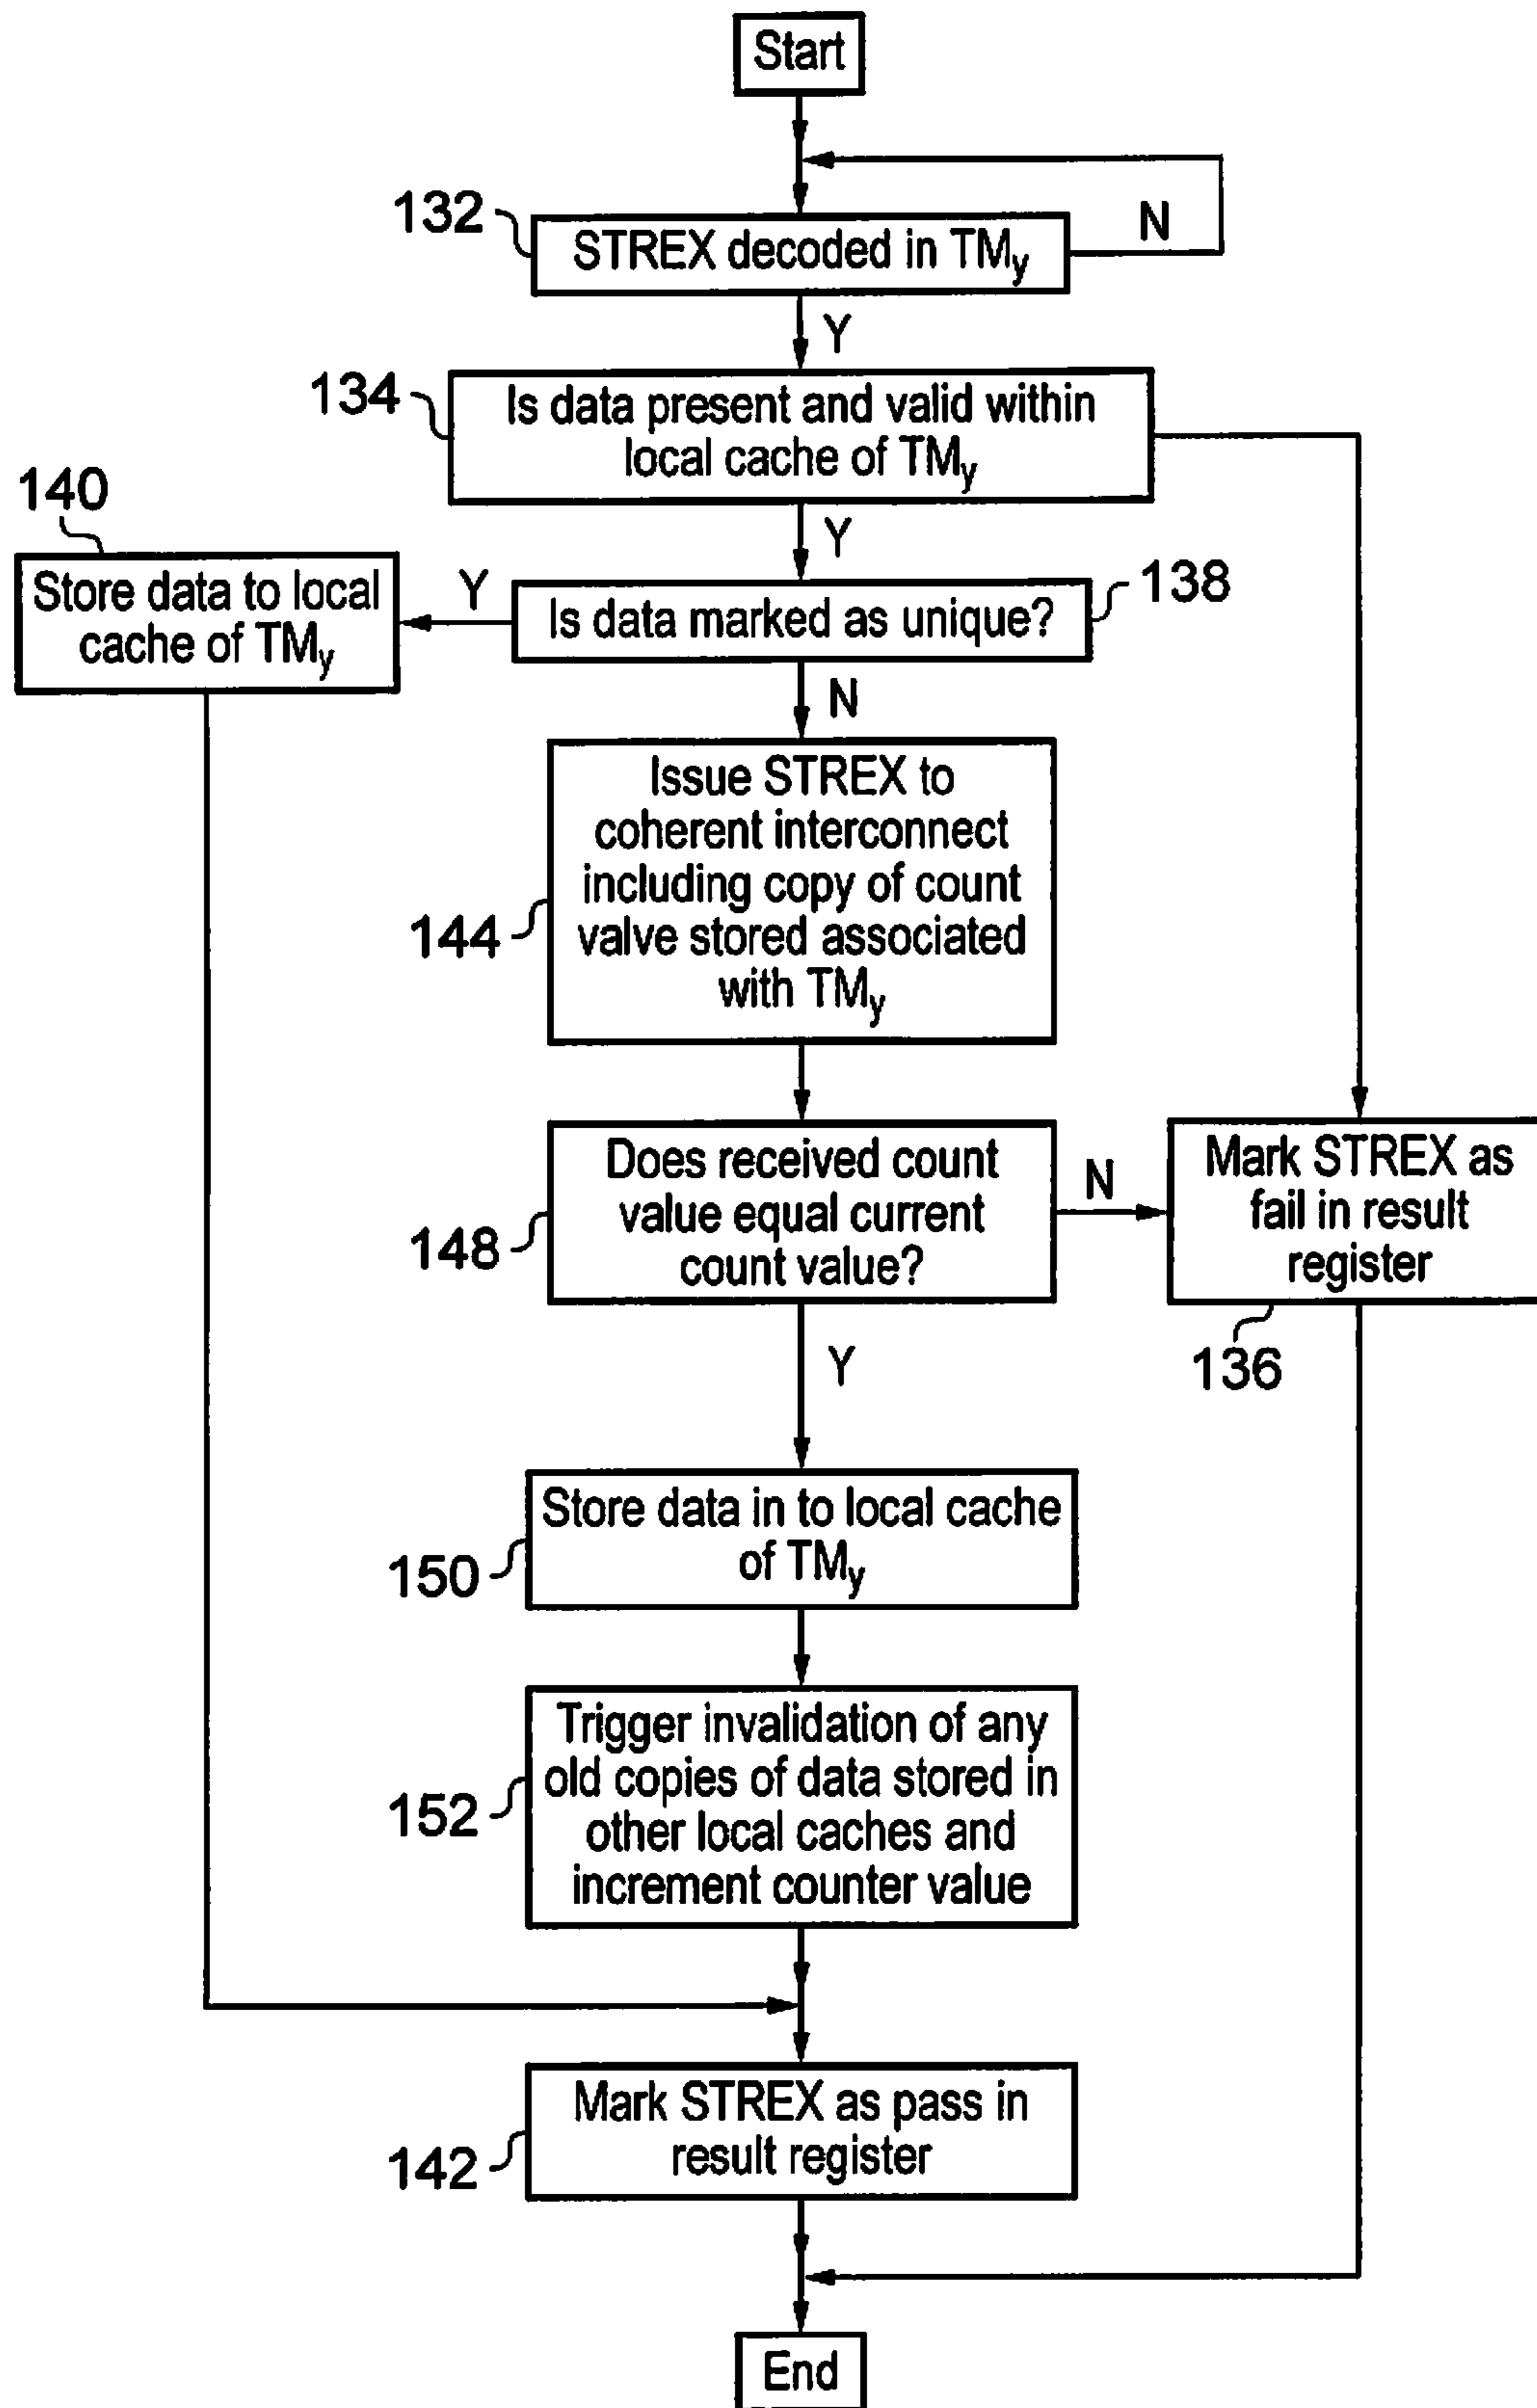 Start
132
STREX decoded in TMy
N
Y
134
Is data present and valid within
local cache of TMy
Y
140
Store data to local
cache of TMy
Y
Is data marked as unique?
138
N
144
Issue STREX to
coherent interconnect
including copy of count
valve stored associated
with TMy
148
Does received count
value equal current
count value?
N
Mark STREX as
fail in result
register
136
Y
150
Store data in to local cache
of TMy
152
Trigger invalidation of any
old copies of data stored in
other local caches and
increment counter value
142
Mark STREX as pass in
result register
End